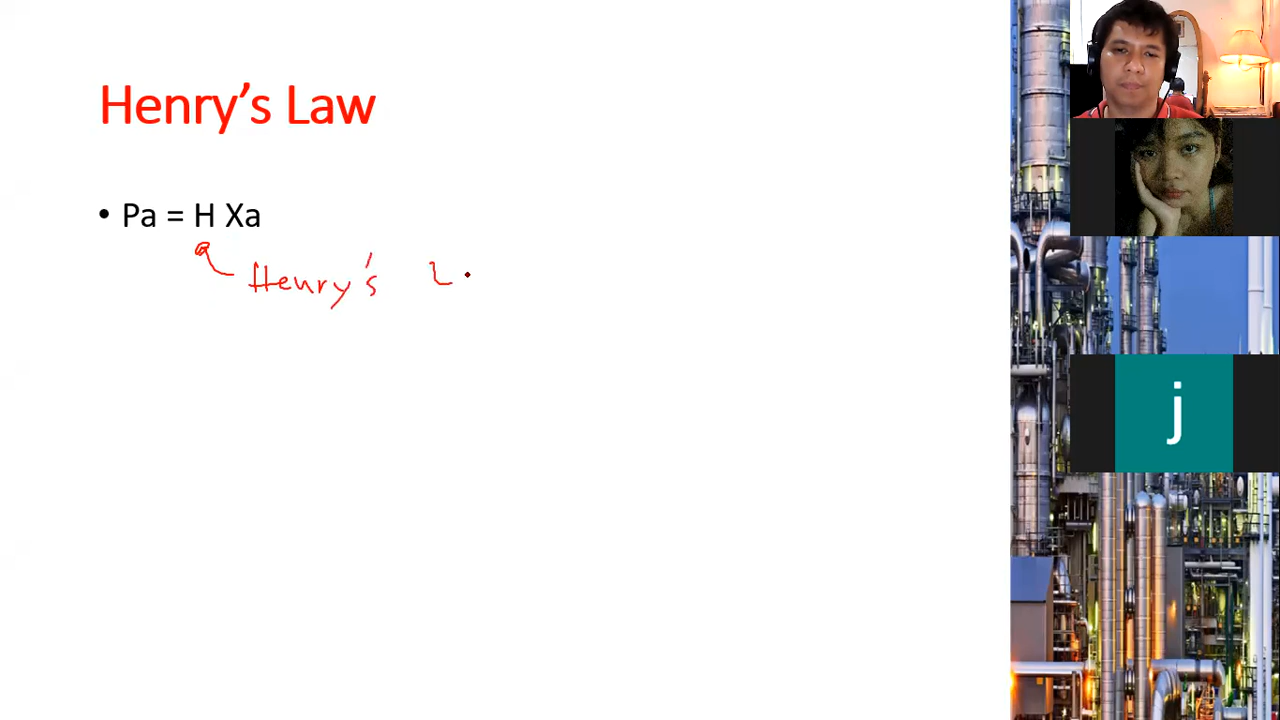 Henry’s Law
• Pa = H Xa
Henry's L
j